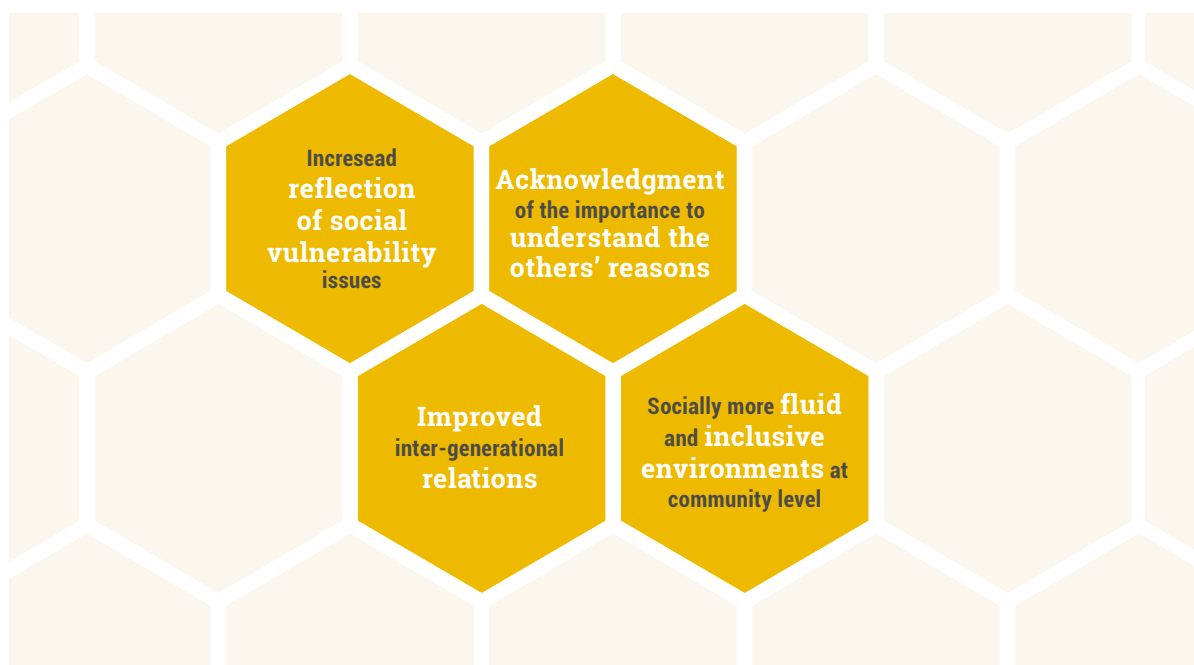 Incresead
reflection
of social
vulnerability
issues
Acknowledgment
of the importance to
understand the
others’ reasons
Improved
inter-generational
relations
Socially more fluid
and inclusive
environments at
community level